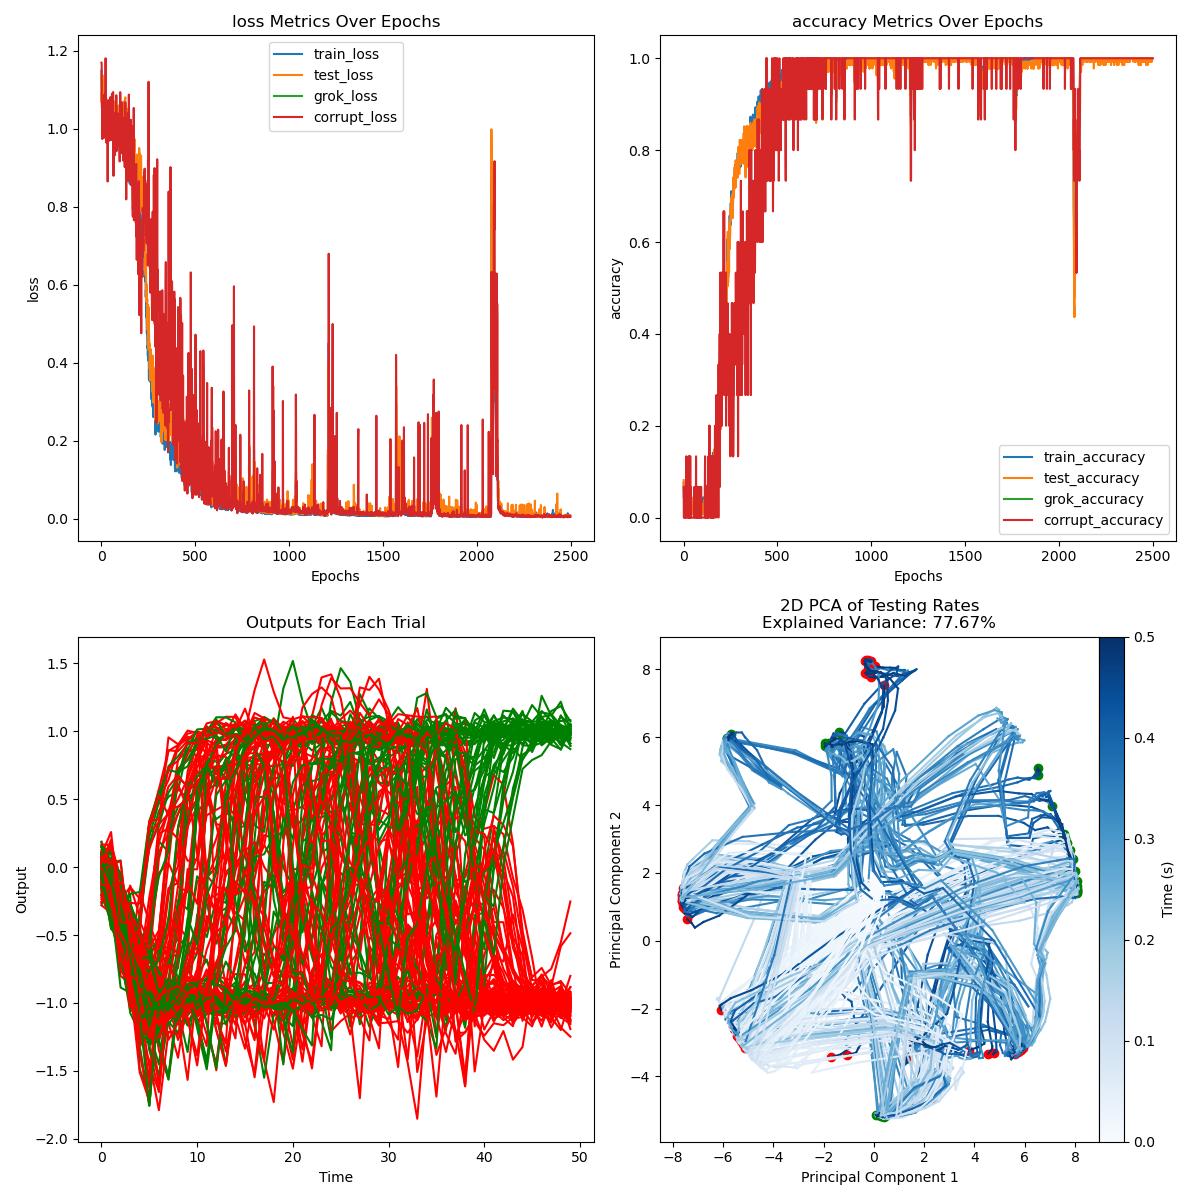 loss Metrics Over Epochs
1.2
1.0
0.8
0.6
0.4
0.2
0.0
loss
train_loss
test_loss
grok_loss
corrupt_loss
0
500
1000
1500
2000
2500
Epochs
accuracy Metrics Over Epochs
1.0
0.8
0.6
0.4
0.2
0.0
accuracy
train_accuracy
test_accuracy
grok_accuracy
corrupt_accuracy
0
500
1000
1500
2000
2500
Epochs
Outputs for Each Trial
1.5
1.0
0.5
0.0
−0.5
−1.0
−1.5
−2.0
Output
0
10
20
30
40
50
Time
2D PCA of Testing Rates
Explained Variance: 77.67%
8
6
4
2
0
−2
−4
Principal Component 2
−8
−6
−4
−2
0
2
4
6
8
Principal Component 1
0.5
0.4
0.3
0.2
0.1
0.0
Time (s)